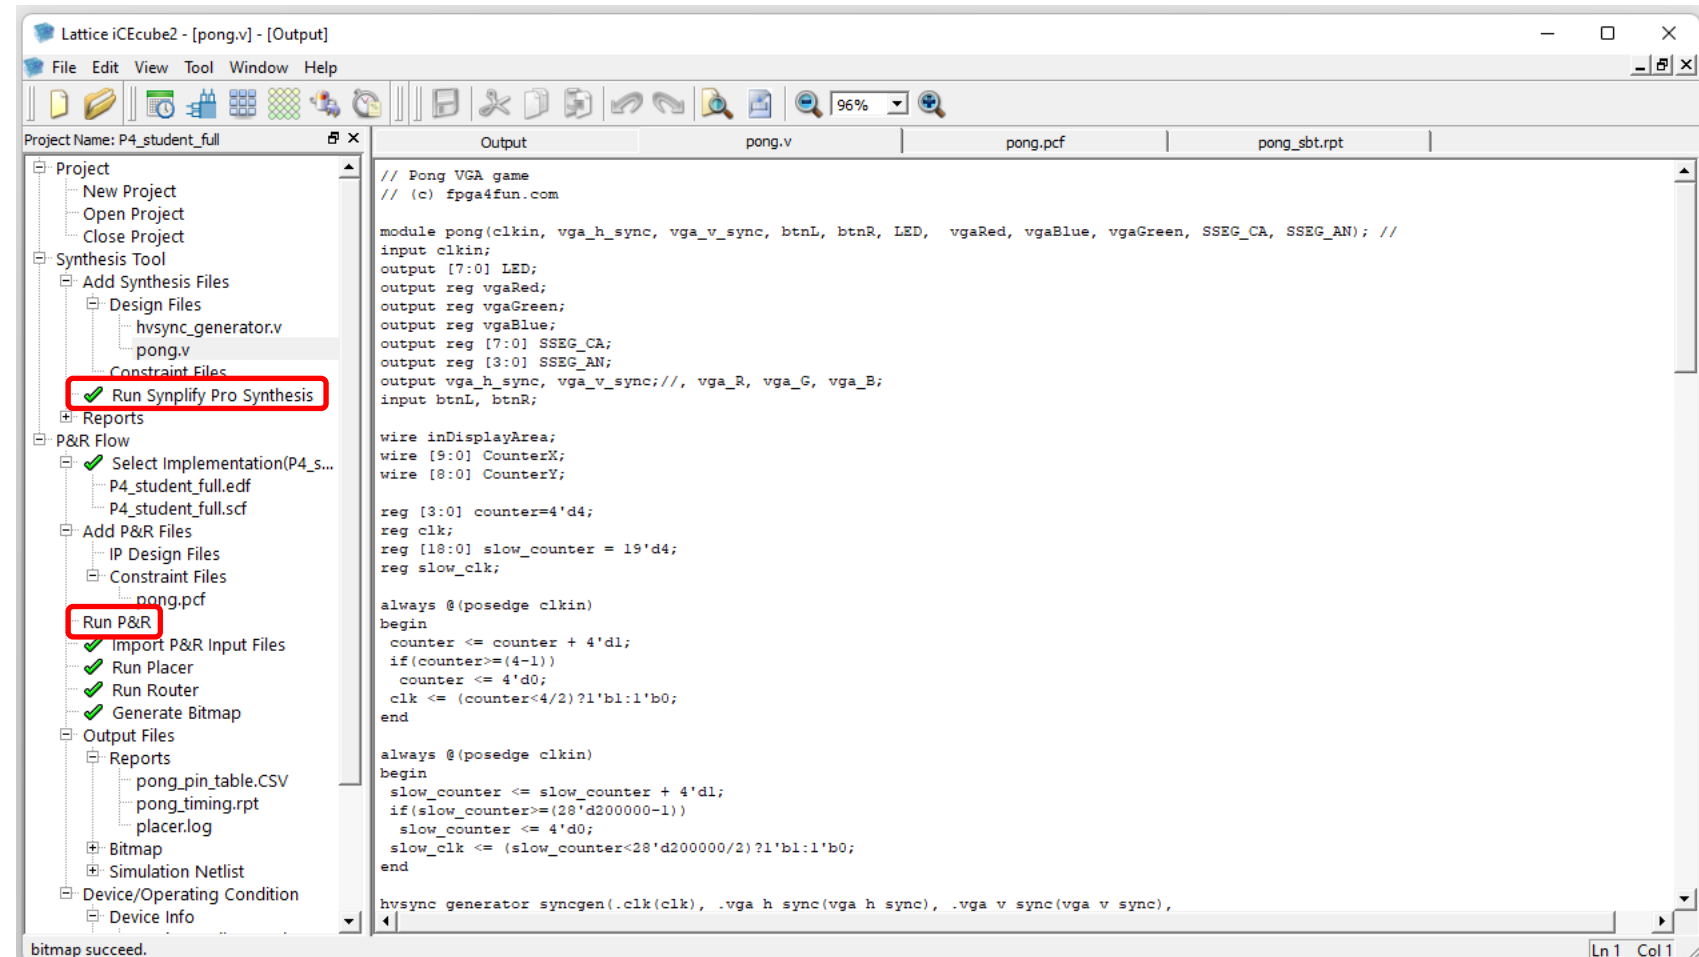 Lattice iCEcube2 - [pong.v] - [Output]
File Edit View Tool Window Help
96%
Project Name: P4_student_full
Output pong.v pong.pcf pong_sbt.rpt
Project
New Project
Open Project
Close Project
Synthesis Tool
Add Synthesis Files
Design Files
hvsync_generator.v
pong.v
Constraint Files
Run Synplify Pro Synthesis
Reports
P&R Flow
Select Implementation(P4_s...
P4_student_full.edf
P4_student_full.scf
Add P&R Files
IP Design Files
Constraint Files
pong.pcf
Run P&R
Import P&R Input Files
Run Placer
Run Router
Generate Bitmap
Output Files
Reports
pong_pin_table.CSV
pong_timing.rpt
placer.log
Bitmap
Simulation Netlist
Device/Operating Condition
Device Info
// Pong VGA game
// (c) fpga4fun.com
module pong(clkin, vga_h_sync, vga_v_sync, btnL, btnR, LED,  vgaRed, vgaBlue, vgaGreen, SSEG_CA, SSEG_AN); //
input clkin;
output [7:0] LED;
output reg vgaRed;
output reg vgaGreen;
output reg vgaBlue;
output reg [7:0] SSEG_CA;
output reg [3:0] SSEG_AN;
output vga_h_sync, vga_v_sync;//, vga_R, vga_G, vga_B;
input btnL, btnR;
wire inDisplayArea;
wire [9:0] CounterX;
wire [8:0] CounterY;
reg [3:0] counter=4'd4;
reg clk;
reg [18:0] slow_counter = 19'd4;
reg slow_clk;
always @(posedge clkin)
begin
counter <= counter + 4'd1;
if(counter>=(4-1))
counter <= 4'd0;
clk <= (counter<4/2)?1'b1:1'b0;
end
always @(posedge clkin)
begin
slow_counter <= slow_counter + 4'd1;
if(slow_counter>=(28'd200000-1))
slow_counter <= 4'd0;
slow_clk <= (slow_counter<28'd200000/2)?1'b1:1'b0;
end
hvsync_generator syncgen(.clk(clk), .vga_h_sync(vga_h_sync), .vga_v_sync(vga_v_sync),
bitmap succeed.
Ln 1 Col 1